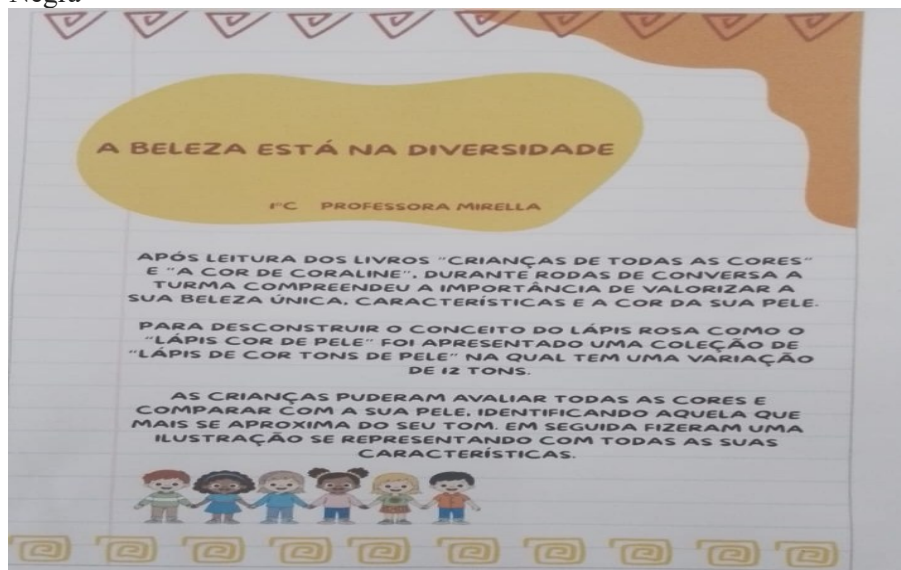 A BELEZA ESTÁ NA DIVERSIDADE
1ºC PROFESSORA MIRELLA
APÓS LEITURA DOS LIVROS "CRIANÇAS DE TODAS AS CORES"
E "A COR DE CORALINE", DURANTE RODAS DE CONVERSA A
TURMA COMPREENDEU A IMPORTÂNCIA DE VALORIZAR A
SUA BELEZA ÚNICA, CARACTERÍSTICAS E A COR DA SUA PELE.
PARA DESCONSTRUIR O CONCEITO DO LÁPIS ROSA COMO O
"LÁPIS COR DE PELE" FOI APRESENTADO UMA COLEÇÃO DE
"LÁPIS DE COR TONS DE PELE" NA QUAL TEM UMA VARIAÇÃO
DE 12 TONS.
AS CRIANÇAS PUDERAM AVALIAR TODAS AS CORES E
COMPARAR COM A SUA PELE, IDENTIFICANDO AQUELA QUE
MAIS SE APROXIMA DO SEU TOM. EM SEGUIDA FIZERAM UMA
ILUSTRAÇÃO SE REPRESENTANDO COM TODAS AS SUAS
CARACTERÍSTICAS.